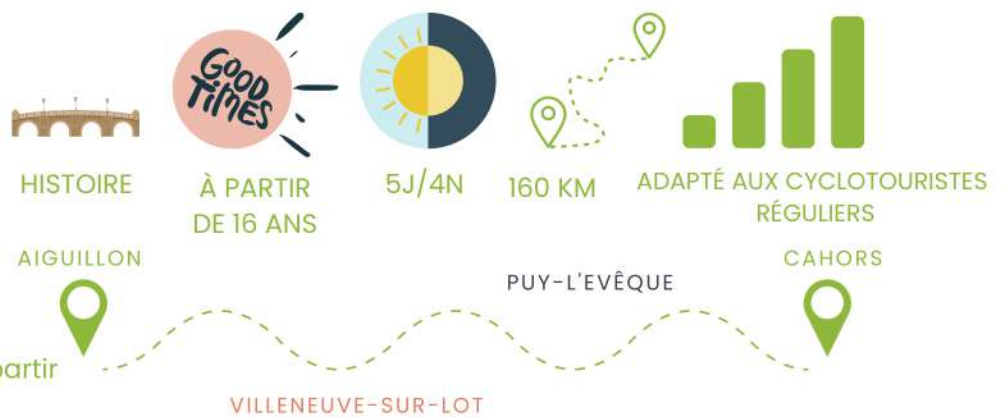 GOOD
TIMES
HISTOIRE
À PARTIR
DE 16 ANS
5J/4N
160 KM
ADAPTÉ AUX CYCLOTOURISTES
RÉGULIERS
AIGUILLON
PUY-L'EVÊQUE
CAHORS
partir
VILLENEUVE-SUR-LOT